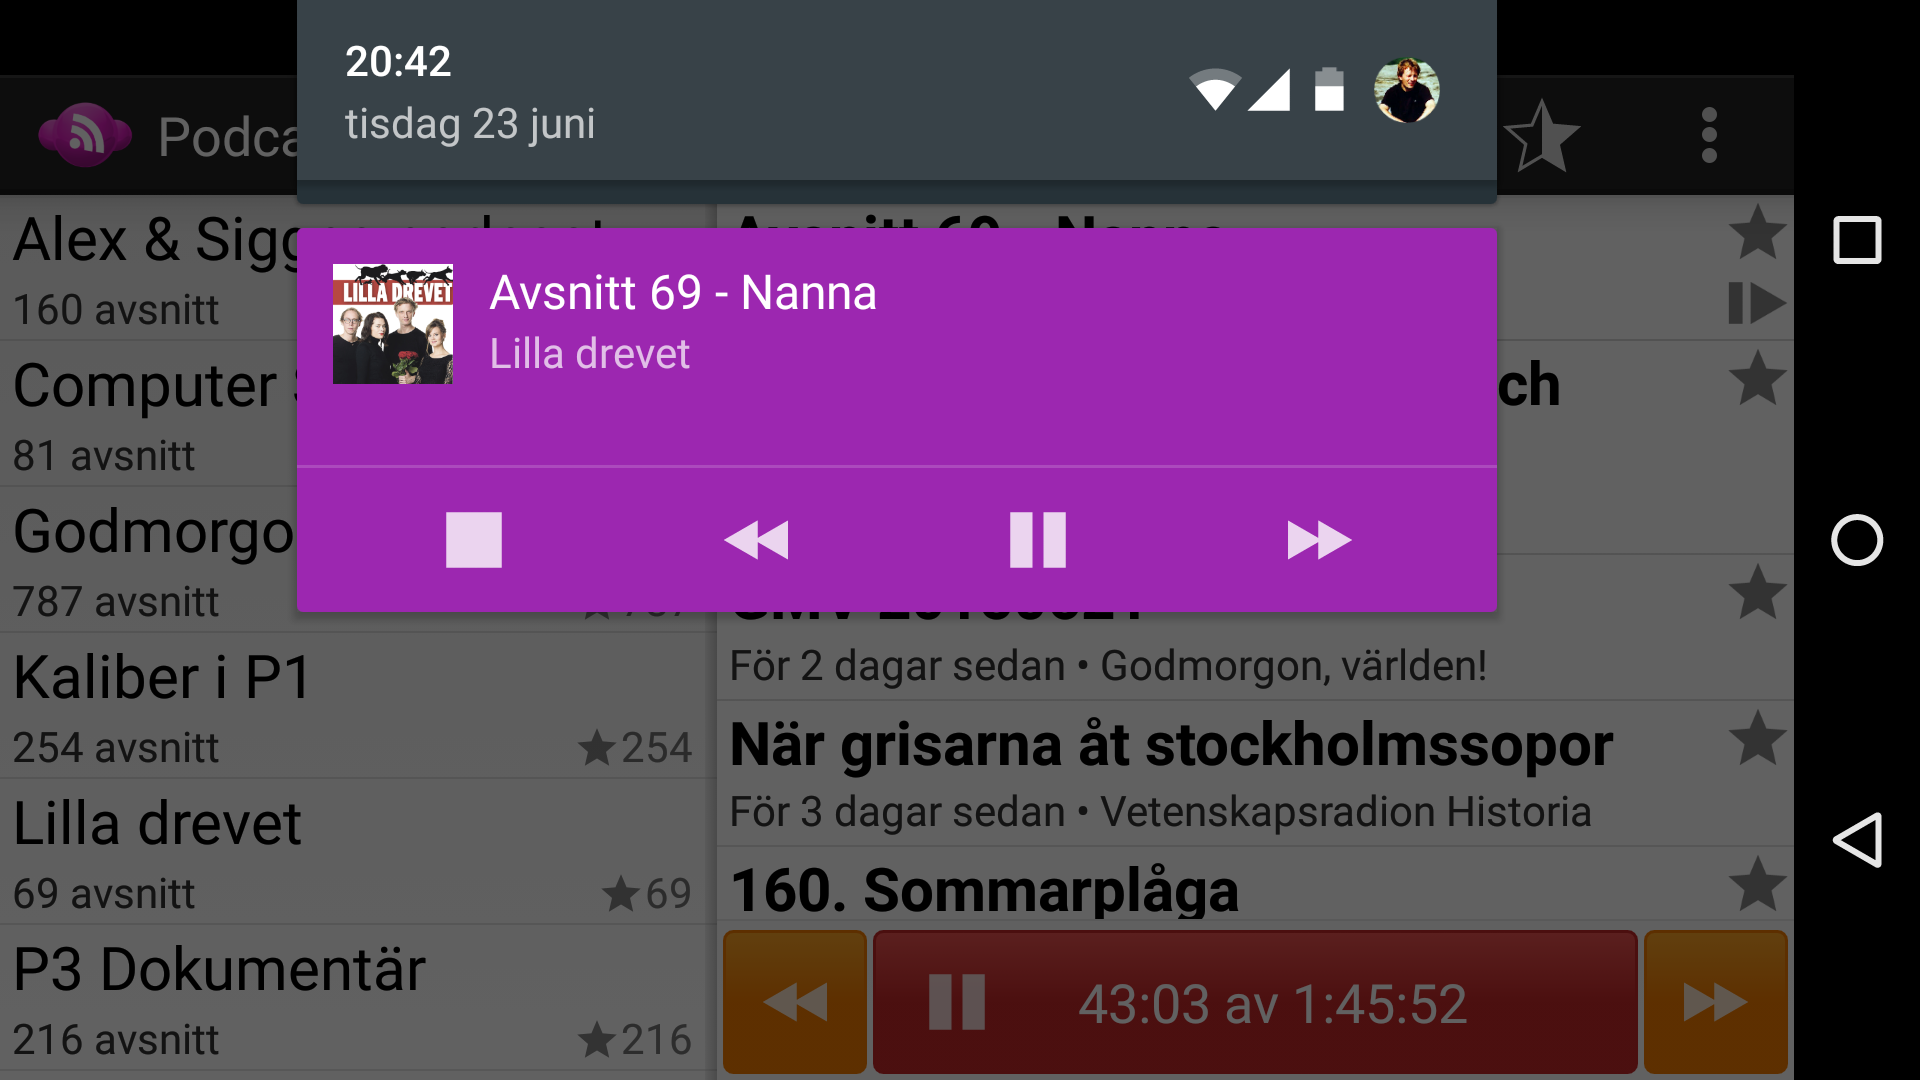 20:42
tisdag 23 juni
Avsnitt 69 - Nanna
Lilla drevet
LILLA DREVET
Alex & Sigg
160 avsnitt
Computer
81 avsnitt
Godmorgo
787 avsnitt
Kaliber i P1
254 avsnitt
254
Lilla drevet
69 avsnitt
69
P3 Dokumentär
216 avsnitt
216
Avsnitt 69 - Nanna
ch
För 2 dagar sedan • Godmorgon, världen!
När grisarna åt stockholmssopor
För 3 dagar sedan • Vetenskapsradion Historia
160. Sommarplåga
43:03 av 1:45:52